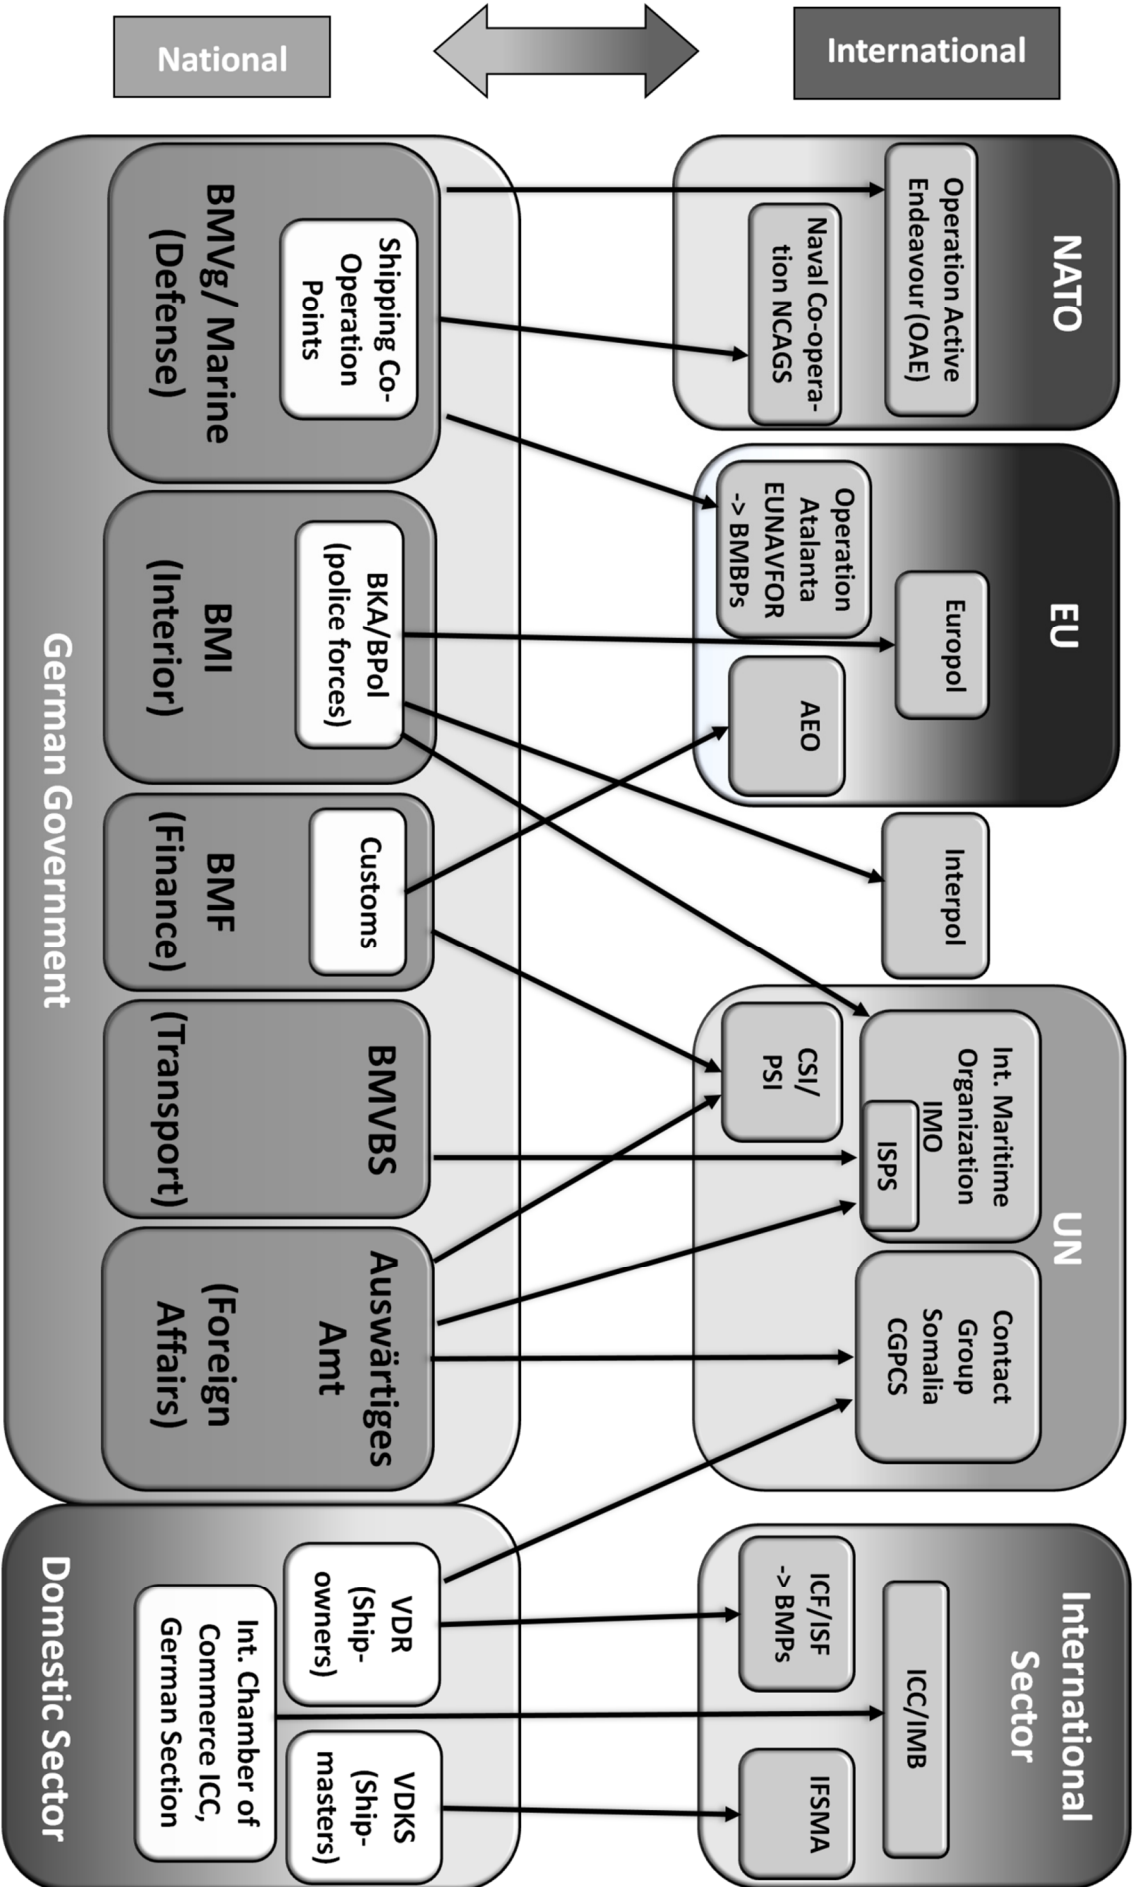 International
National
NATO
Operation Active
Endeavour (OAE)
Naval Co-opera-
tion NCAGS
EU
Europol
Operation
Atalanta
EUNAVFOR
-> BMBPs
AEO
Interpol
UN
Int. Maritime
Organization
IMO
ISPS
CSI/
PSI
Contact
Group
Somalia
CGPCS
International
Sector
ICC/IMB
ICF/ISF
-> BMPs
IFSMA
Shipping Co-
Operation
Points
BMVg/ Marine
(Defense)
BKA/BPol
(police forces)
BMI
(Interior)
Customs
BMF
(Finance)
BMVBS
(Transport)
Auswärtiges
Amt
(Foreign
Affairs)
German Government
VDR
(Ship-
owners)
VDKS
(Ship-
masters)
Int. Chamber of
Commerce ICC,
German Section
Domestic Sector